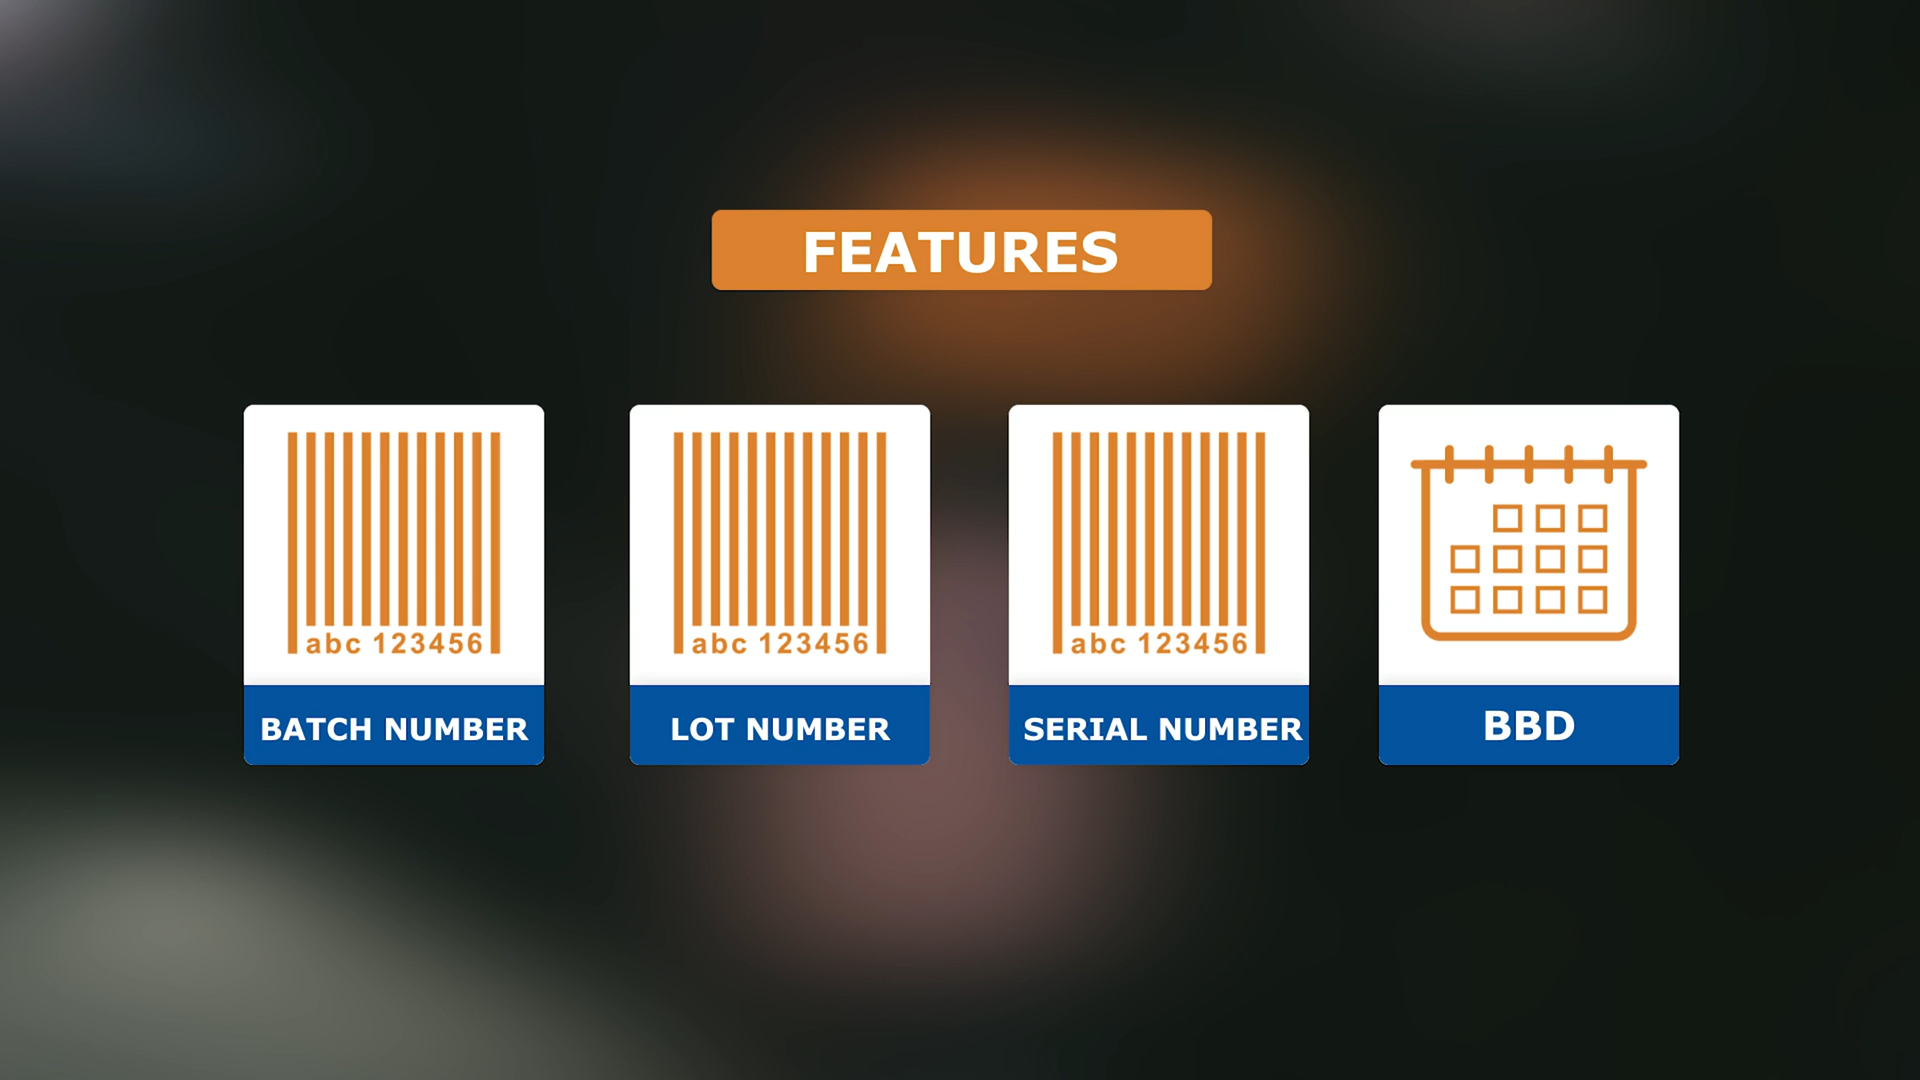 FEATURES
abc 123456
abc 123456
abc 123456
BATCH NUMBER
LOT NUMBER
SERIAL NUMBER
BBD